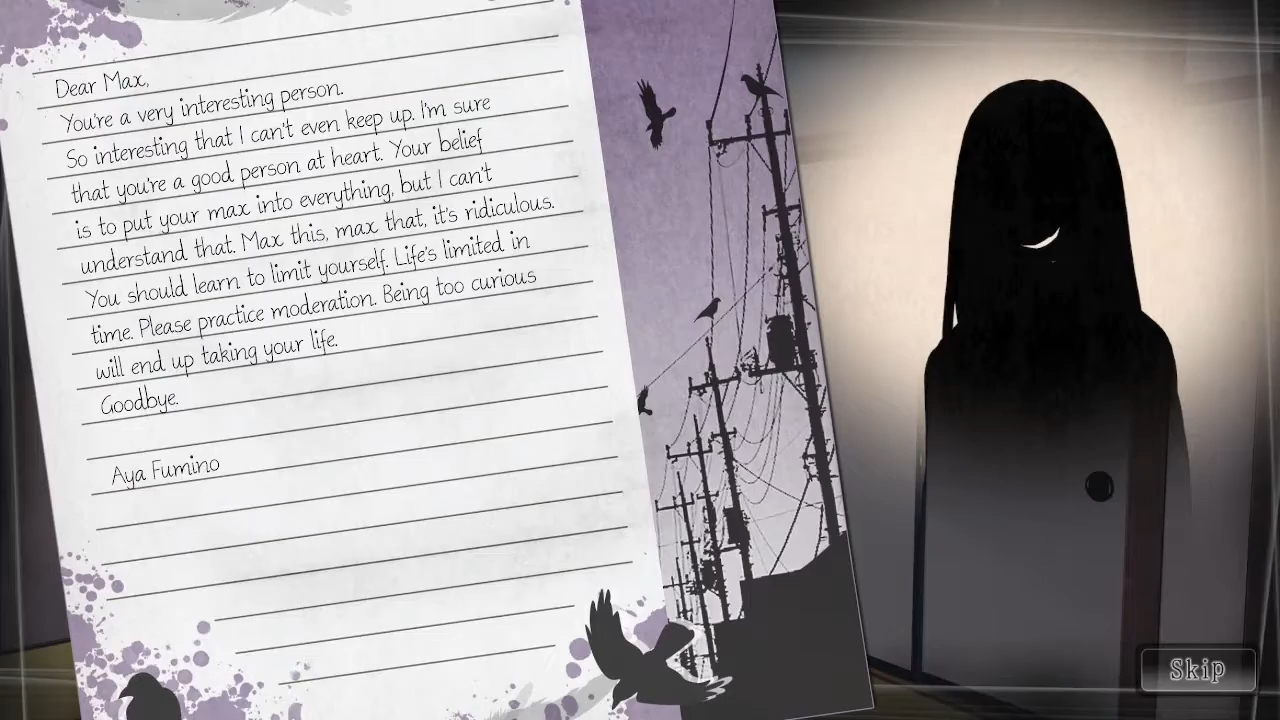 Dear Max,
You're a very interesting person.
So interesting that I can't even keep up. I'm sure
that you're a good person at heart. Your belief
is to put your max into everything, but I can't
understand that. Max this, max that, it's ridiculous.
You should learn to limit yourself. Life's limited in
time. Please practice moderation. Being too curious
will end up taking your life.
Goodbye.
Aya Fumino
Skip